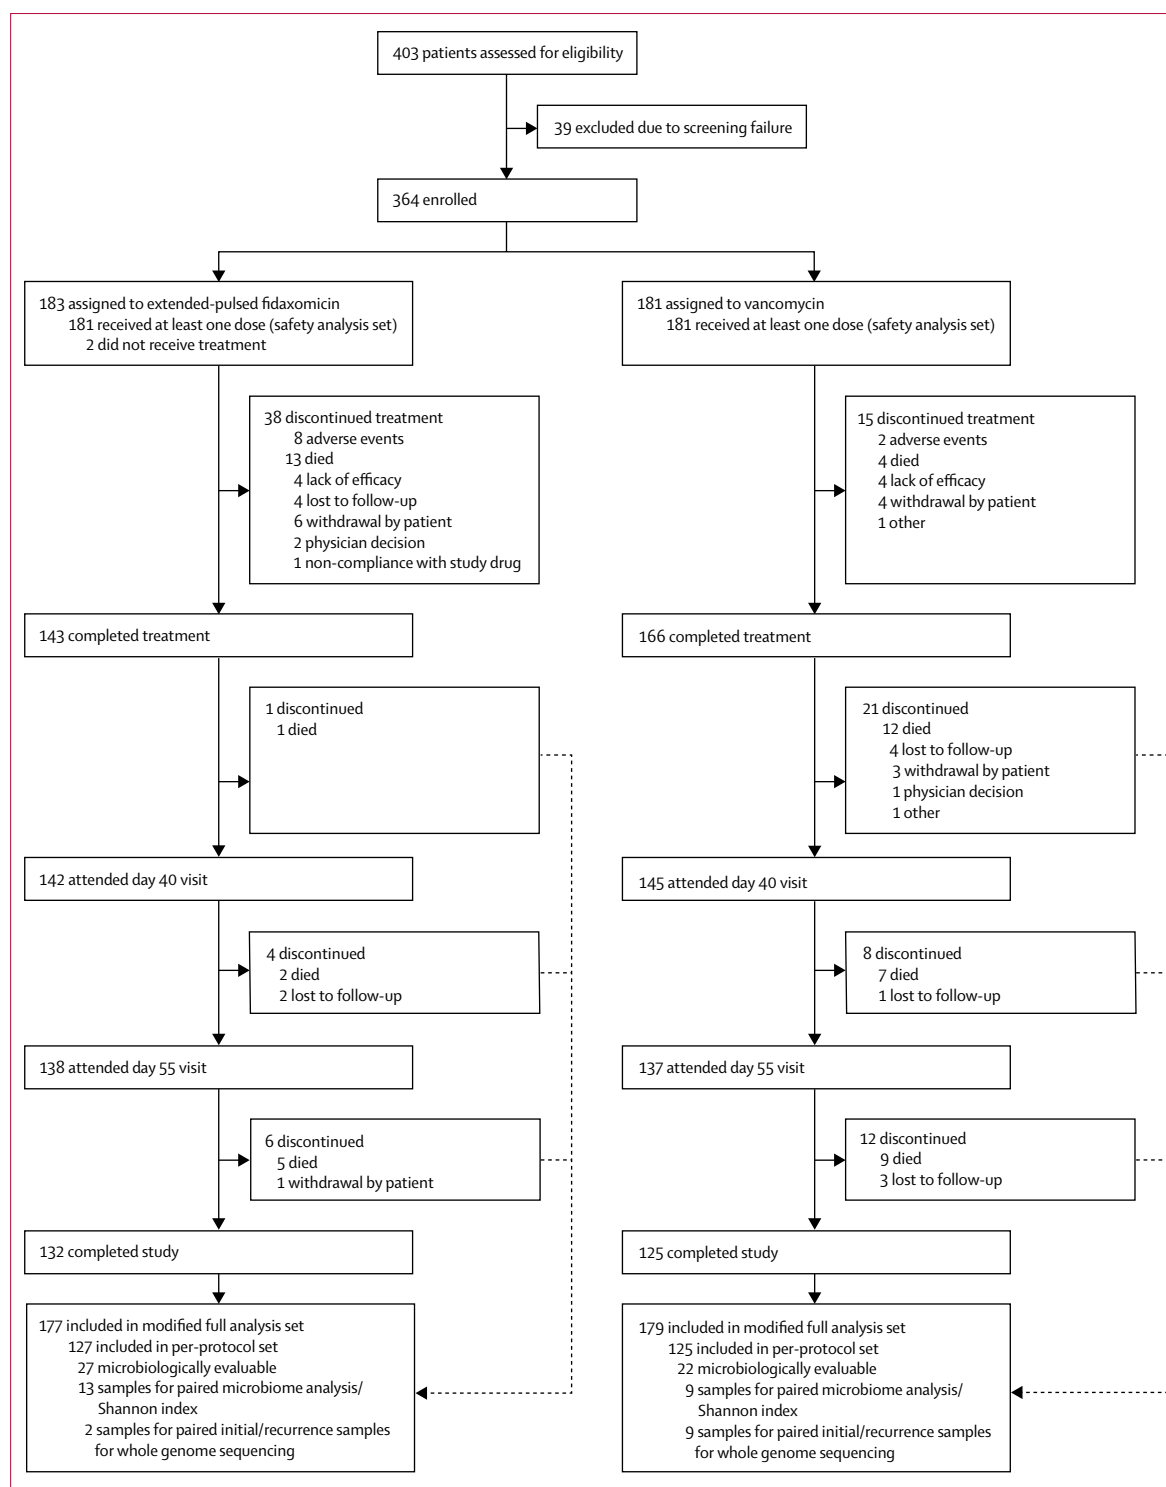 403 patients assessed for eligibility
39 excluded due to screening failure
364 enrolled
183 assigned to extended-pulsed fidaxomicin
181 received at least one dose (safety analysis set)
2 did not receive treatment
181 assigned to vancomycin
181 received at least one dose (safety analysis set)
38 discontinued treatment
8 adverse events
13 died
4 lack of efficacy
4 lost to follow-up
6 withdrawal by patient
2 physician decision
1 non-compliance with study drug
15 discontinued treatment
2 adverse events
4 died
4 lack of efficacy
4 withdrawal by patient
1 other
143 completed treatment
166 completed treatment
1 discontinued
1 died
21 discontinued
12 died
4 lost to follow-up
3 withdrawal by patient
1 physician decision
1 other
142 attended day 40 visit
145 attended day 40 visit
4 discontinued
2 died
2 lost to follow-up
8 discontinued
7 died
1 lost to follow-up
138 attended day 55 visit
137 attended day 55 visit
6 discontinued
5 died
1 withdrawal by patient
12 discontinued
9 died
3 lost to follow-up
132 completed study
125 completed study
177 included in modified full analysis set
127 included in per-protocol set
27 microbiologically evaluable
13 samples for paired microbiome analysis/
Shannon index
2 samples for paired initial/recurrence samples
for whole genome sequencing
179 included in modified full analysis set
125 included in per-protocol set
22 microbiologically evaluable
9 samples for paired microbiome analysis/
Shannon index
9 samples for paired initial/recurrence samples
for whole genome sequencing